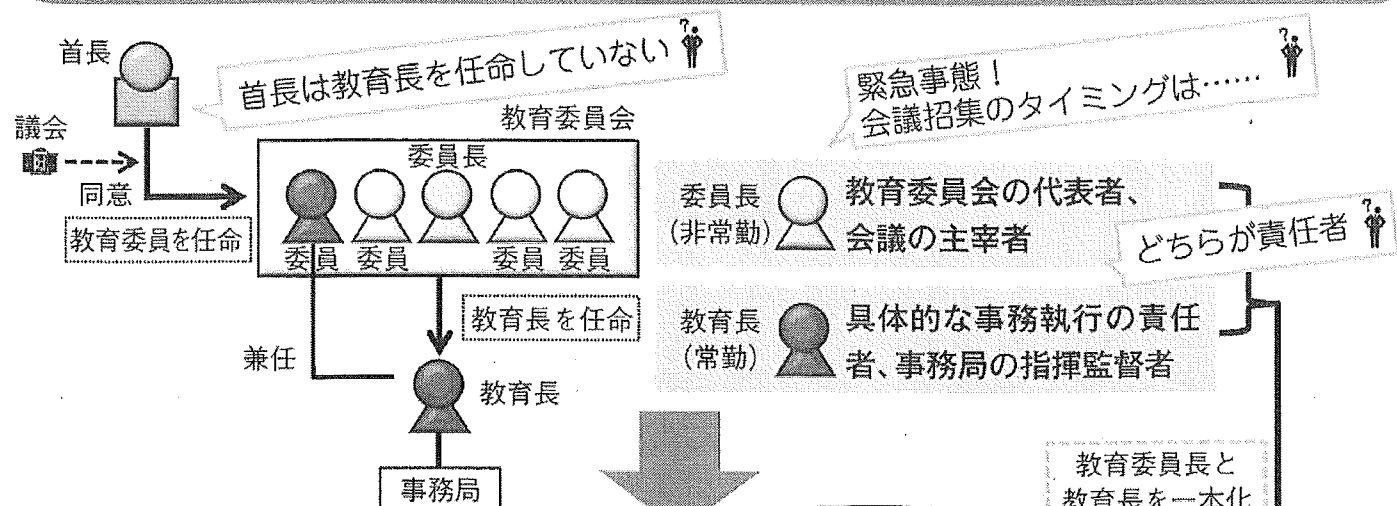 首長
首長は教育長を任命していない
?
議会
同意
教育委員を任命
教育委員会
委員長
委員 委員 委員 委員
教育長を任命
兼任
教育長
事務局
緊急事態!
会議招集のタイミングは……
?
委員長
(非常勤)
教育委員会の代表者、
会議の主宰者
どちらが責任者
?
教育長
(常勤)
具体的な事務執行の責任
者、事務局の指揮監督者
教育委員長と
教育長を一本化